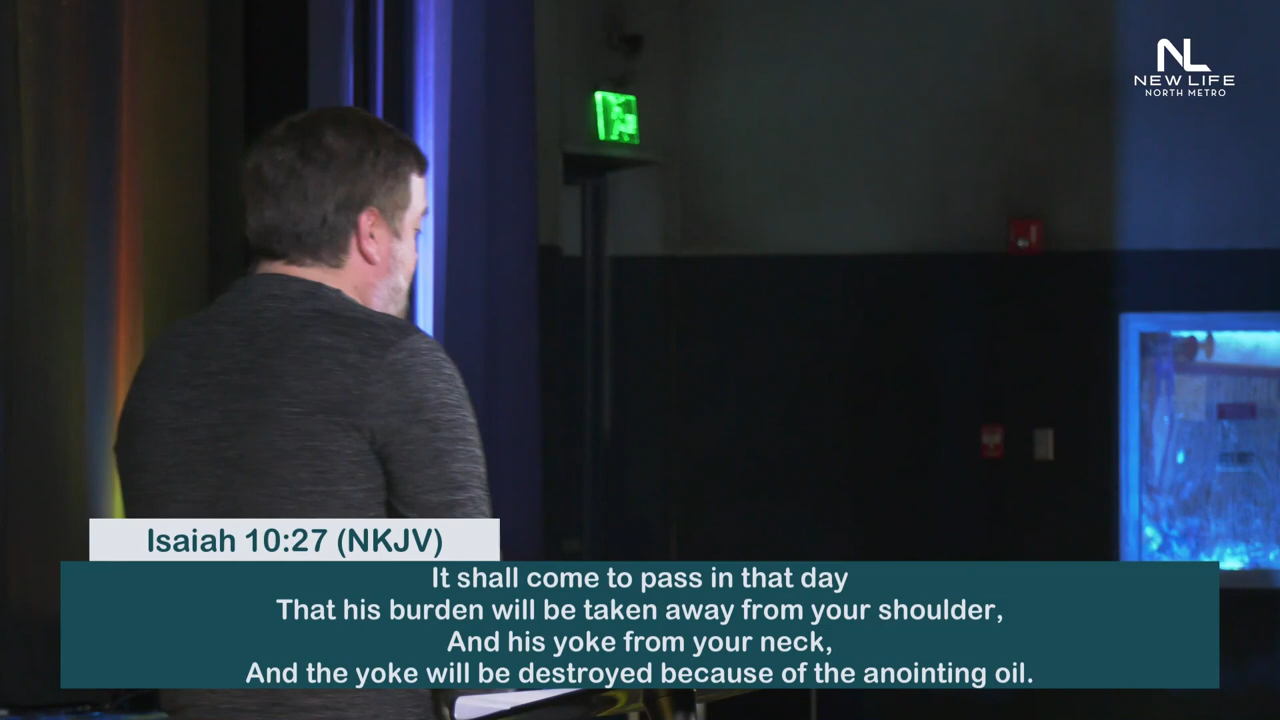 NL
NEW LIFE
NORTH METRO
Isaiah 10:27 (NKJV)
It shall come to pass in that day
That his burden will be taken away from your shoulder,
And his yoke from your neck,
And the yoke will be destroyed because of the anointing oil.